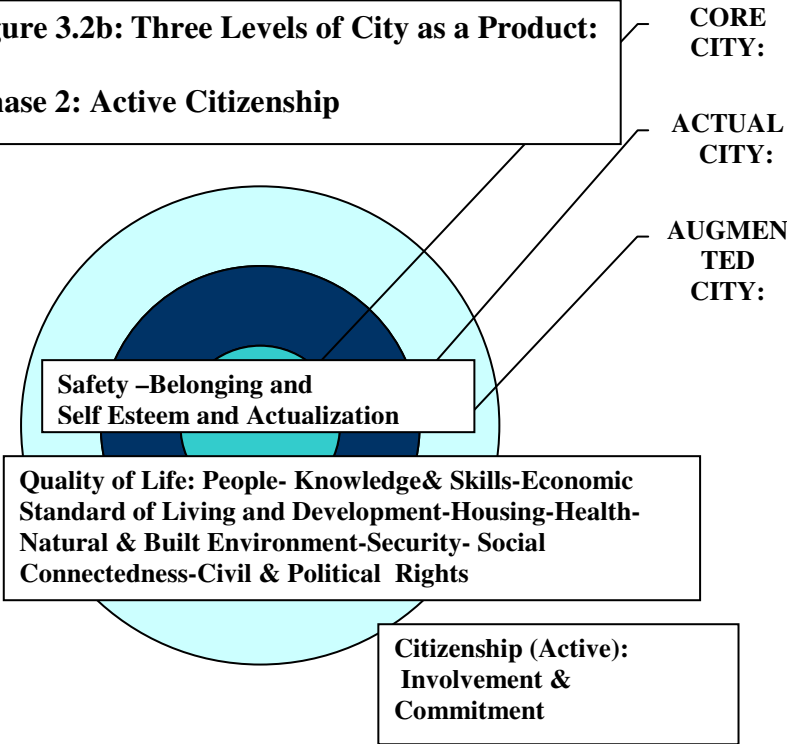 gure 3.2b: Three Levels of City as a Product:
hase 2: Active Citizenship
CORE
CITY:
ACTUAL
CITY:
AUGMEN
TED
CITY:
Safety –Belonging and
Self Esteem and Actualization
Quality of Life: People- Knowledge& Skills-Economic
Standard of Living and Development-Housing-Health-
Natural & Built Environment-Security- Social
Connectedness-Civil & Political  Rights
Citizenship (Active):
Involvement &
Commitment